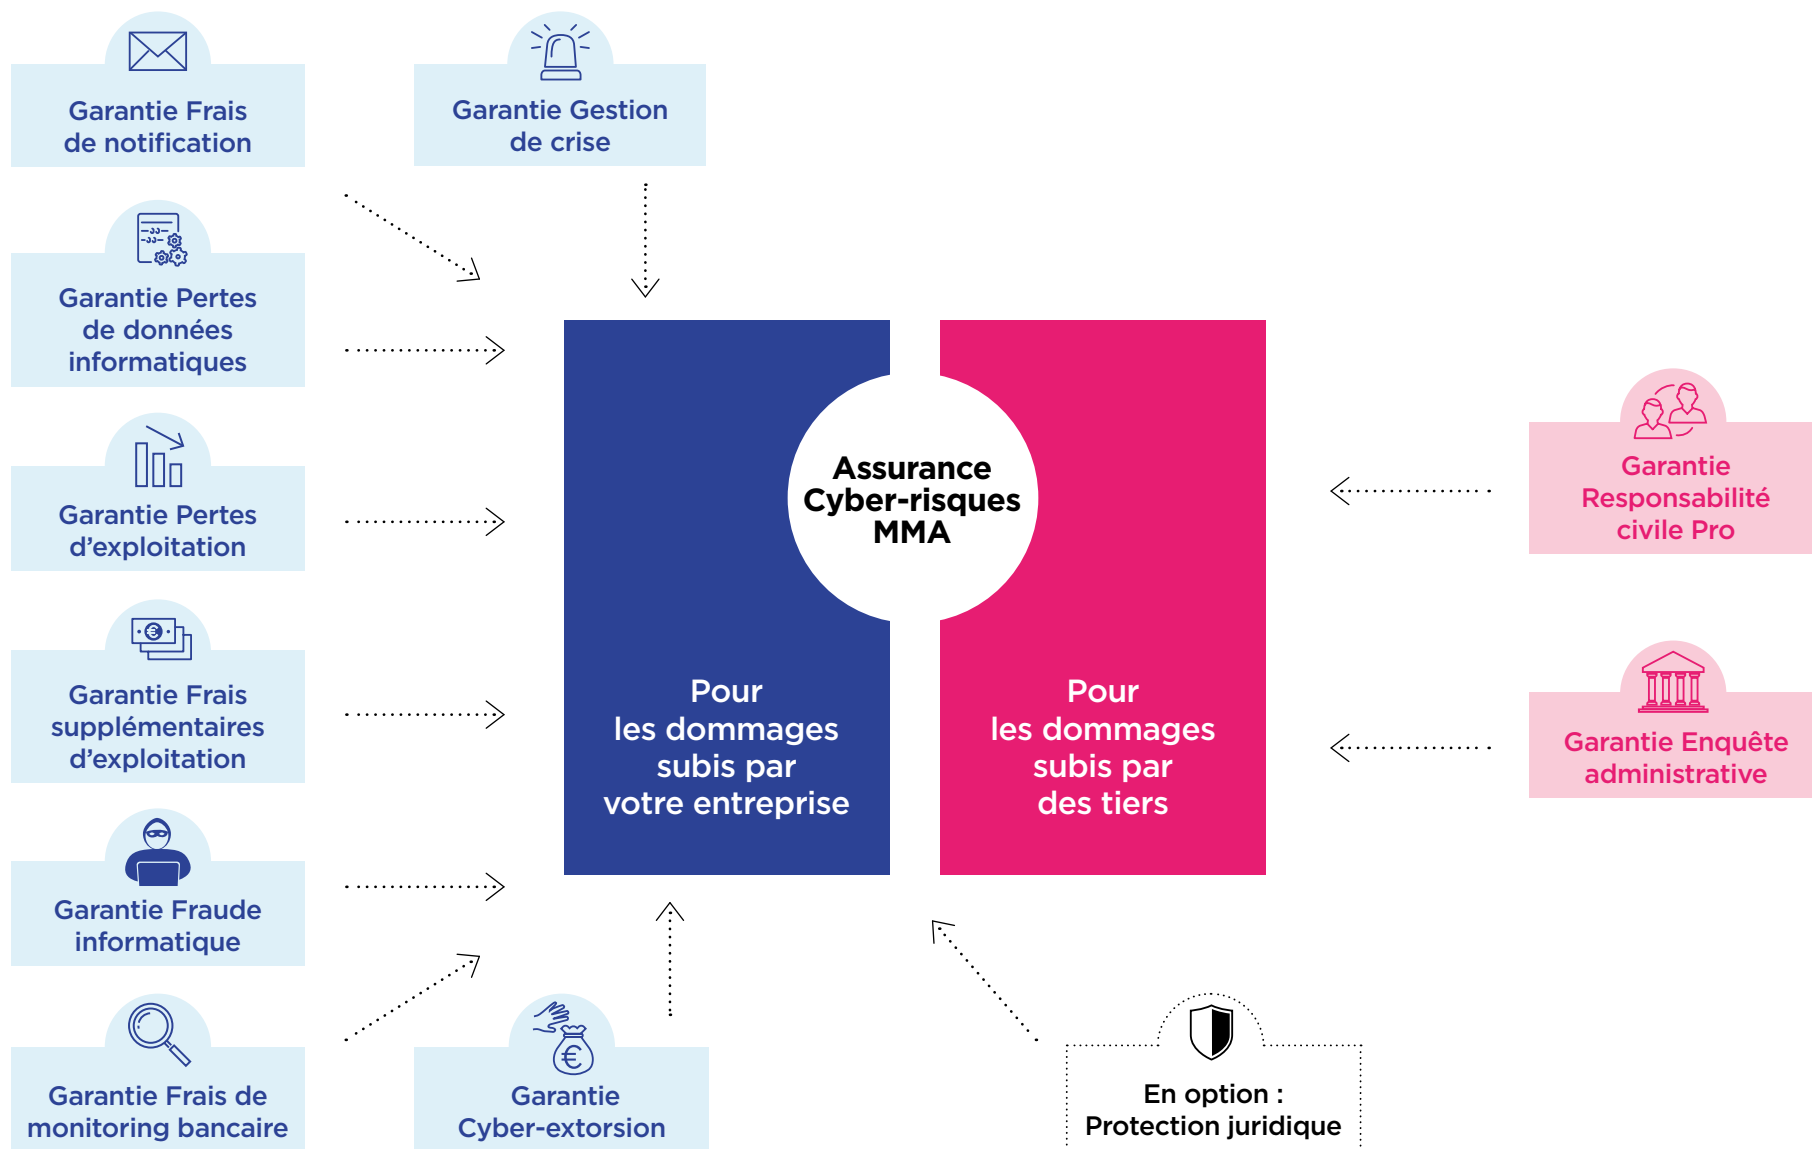 Garantie Frais
de notification
Garantie Gestion
de crise
Garantie Pertes
de données
informatiques
Garantie Pertes
d’exploitation
Garantie Frais
supplémentaires
d’exploitation
Garantie Fraude
informatique
Garantie Frais de
monitoring bancaire
Garantie
Cyber-extorsion
Assurance
Cyber-risques
MMA
Pour
les dommages
subis par
votre entreprise
Pour
les dommages
subis par
des tiers
Garantie
Responsabilité
civile Pro
Garantie Enquête
administrative
En option :
Protection juridique